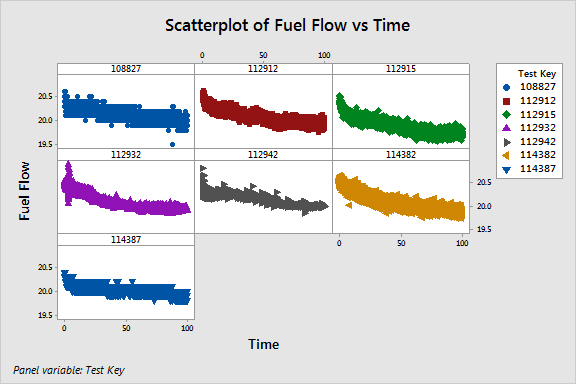 Scatterplot of Fuel Flow vs Time
0 50 100
108827 112912 112915
20.5
20.0
19.5
112932 112942 114382
20.5
20.0
19.5
114387
0 50 100
20.5
20.0
19.5
0 50 100
Fuel Flow
Time
Test Key
108827
112912
112915
112932
112942
114382
114387
Panel variable: Test Key